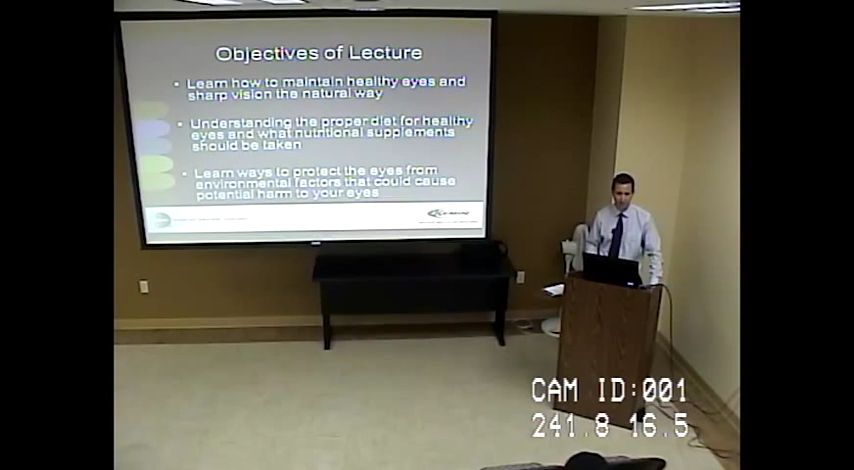 Objectives of Lecture
• Learn how to maintain healthy eyes and
sharp vision the natural way
• Understanding the proper diet for healthy
eyes and what nutritional supplements
should be taken
• Learn ways to protect the eyes from
environmental factors that could cause
potential harm to your eyes
CAM ID:001
241.8 16.5